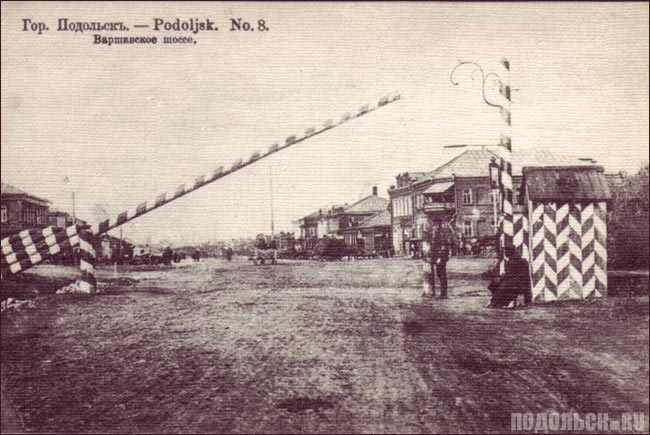 Гор. Подольскъ. — Podoljsk. No. 8.
Варшавское шоссе.
ПОДОЛЬСК.RU